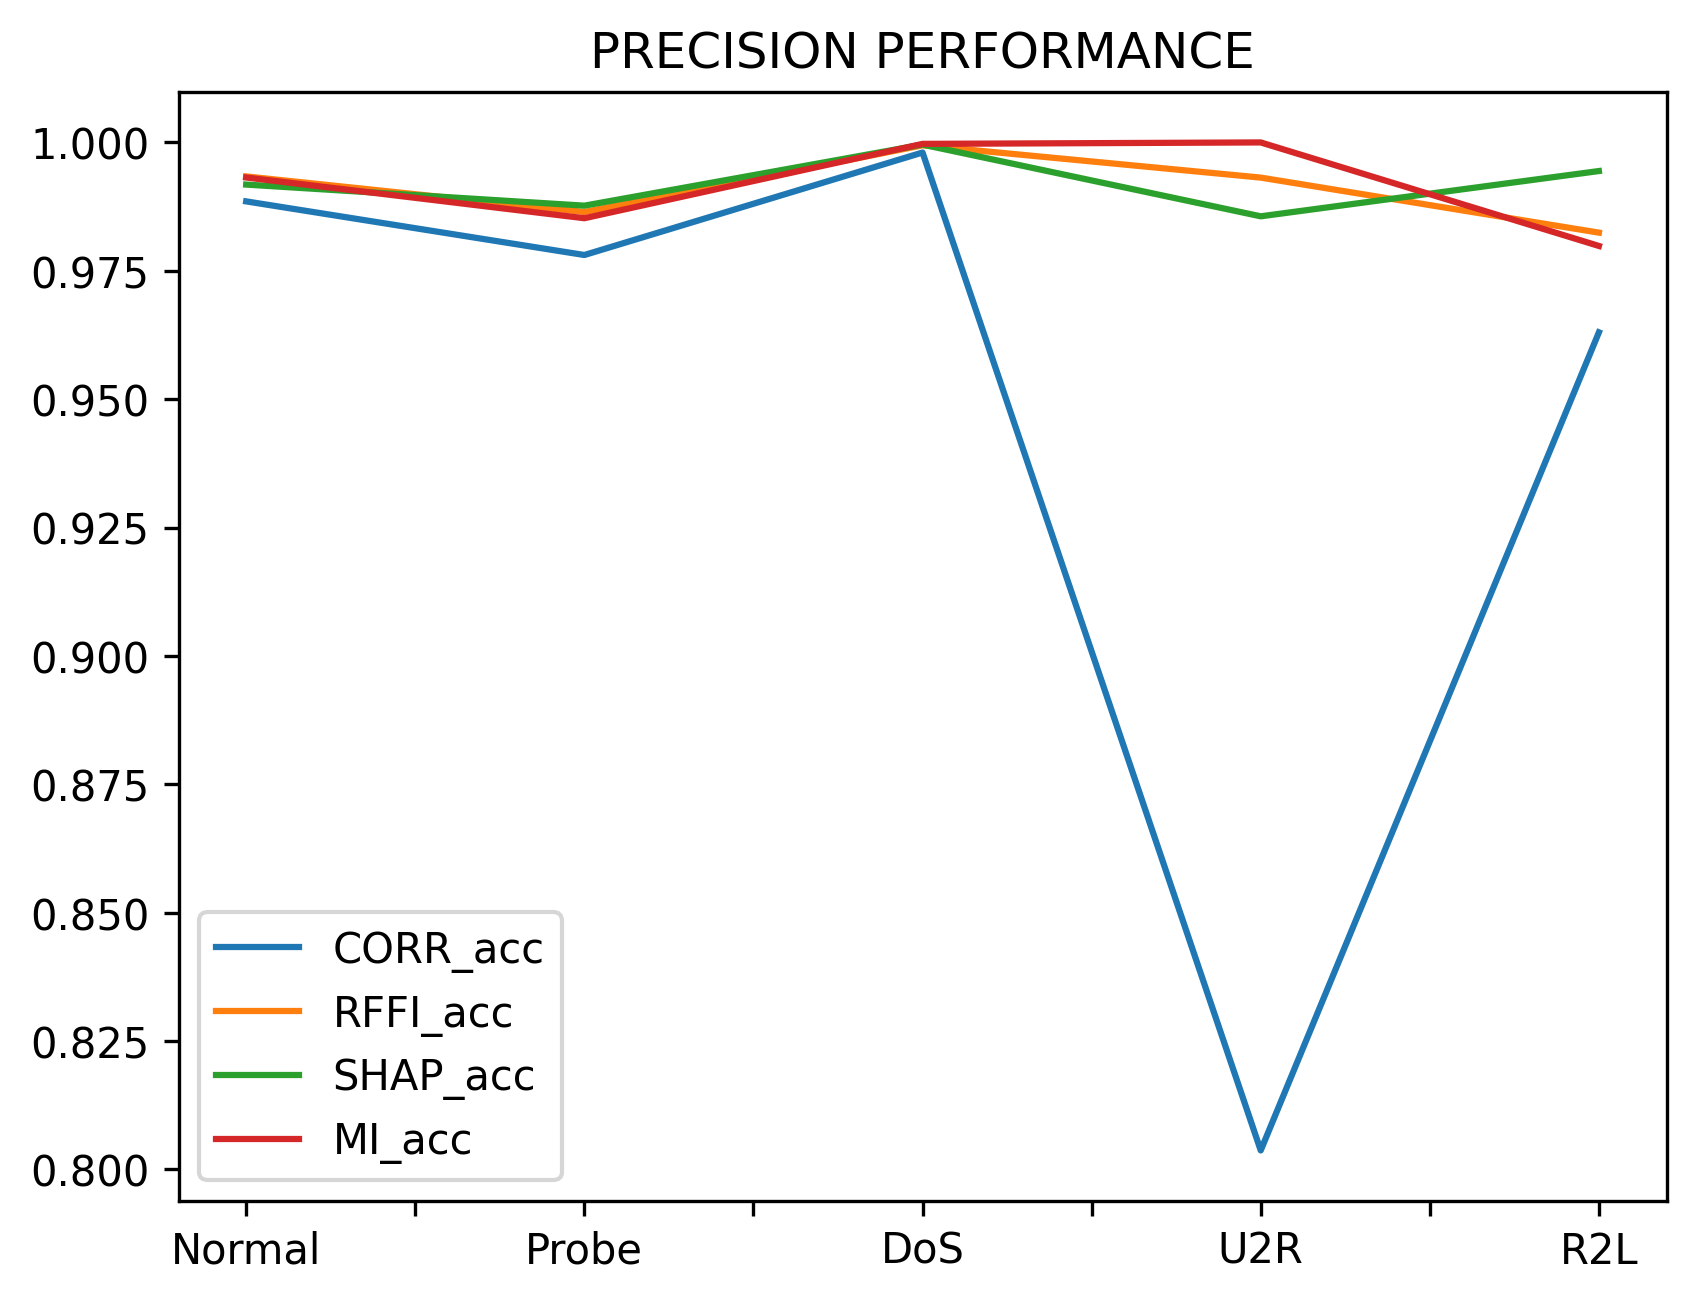 PRECISION PERFORMANCE
1.000
0.975
0.950
0.925
0.900
0.875
0.850
0.825
0.800
CORR_acc
RFFI_acc
SHAP_acc
MI_acc
Normal Probe DoS U2R R2L